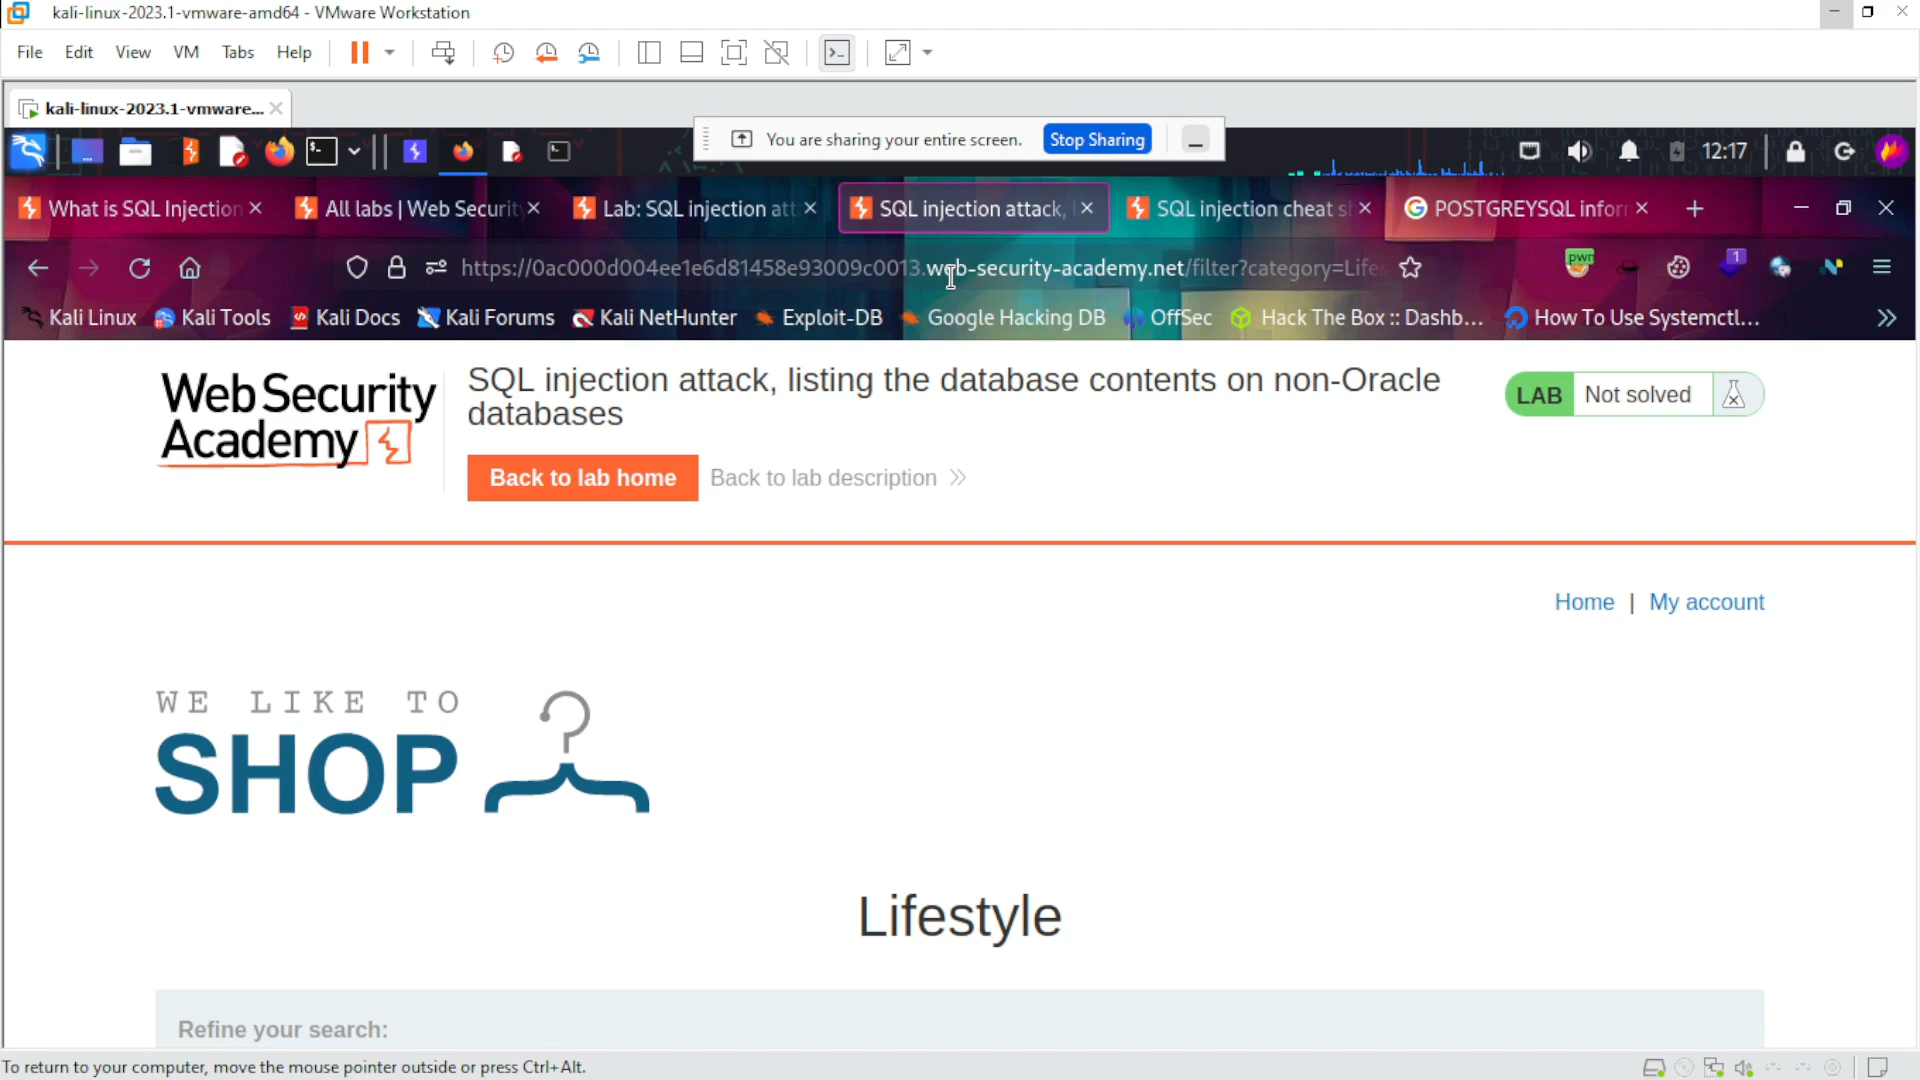 kali-linux-2023.1-vmware-amd64 - VMware Workstation
File Edit View VM Tabs Help
kali-linux-2023.1-vmware...
You are sharing your entire screen. Stop Sharing
12:17
What is SQL Injection
All labs | Web Securit
Lab: SQL injection att
SQL injection attack,
SQL injection cheat s
POSTGREYSQL infor
https://0ac000d004ee1e6d81458e93009c0013.web-security-academy.net/filter?category=Lifes
pwn
1
Kali Linux Kali Tools Kali Docs Kali Forums Kali NetHunter Exploit-DB Google Hacking DB OffSec Hack The Box :: Dashb... How To Use Systemctl...
Web Security
Academy
SQL injection attack, listing the database contents on non-Oracle
databases
LAB Not solved
Back to lab home Back to lab description
Home | My account
WE LIKE TO
SHOP
Lifestyle
Refine your search:
To return to your computer, move the mouse pointer outside or press Ctrl+Alt.